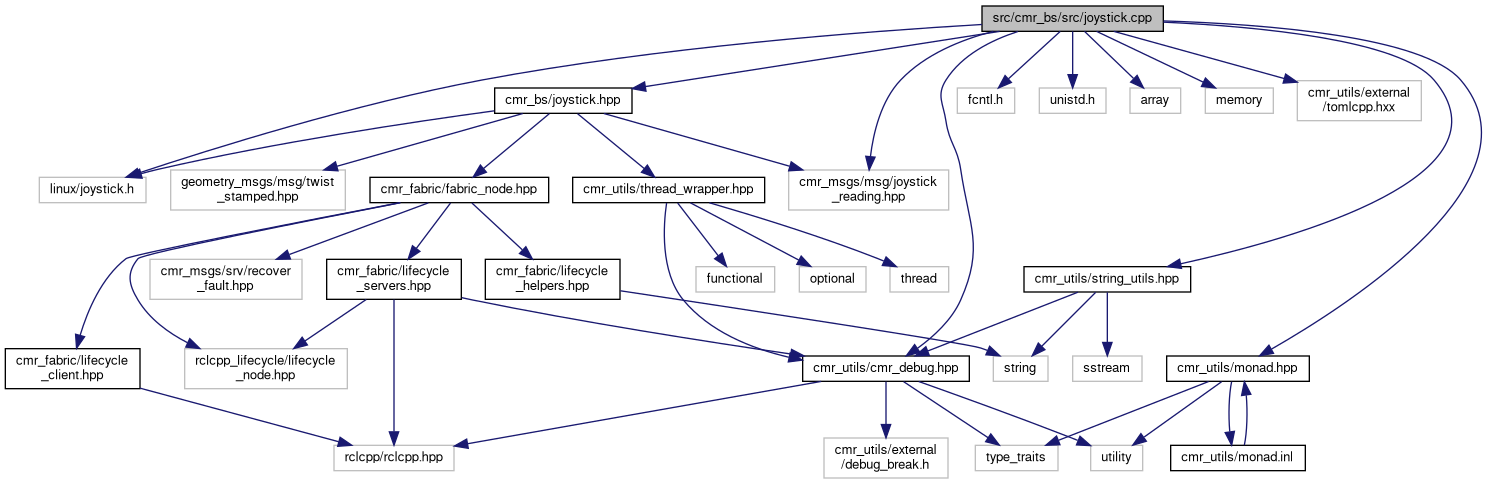 src/cmr_bs/src/joystick.cpp
cmr_bs/joystick.hpp
fcntl.h
unistd.h
array
memory
cmr_utils/external
/tomlcpp.hxx
linux/joystick.h
geometry_msgs/msg/twist
_stamped.hpp
cmr_fabric/fabric_node.hpp
cmr_utils/thread_wrapper.hpp
cmr_msgs/msg/joystick
_reading.hpp
cmr_msgs/srv/recover
_fault.hpp
cmr_fabric/lifecycle
_servers.hpp
cmr_fabric/lifecycle
_helpers.hpp
functional
optional
thread
cmr_utils/string_utils.hpp
cmr_fabric/lifecycle
_client.hpp
rclcpp_lifecycle/lifecycle
_node.hpp
cmr_utils/cmr_debug.hpp
string
sstream
cmr_utils/monad.hpp
rclcpp/rclcpp.hpp
cmr_utils/external
/debug_break.h
type_traits
utility
cmr_utils/monad.inl